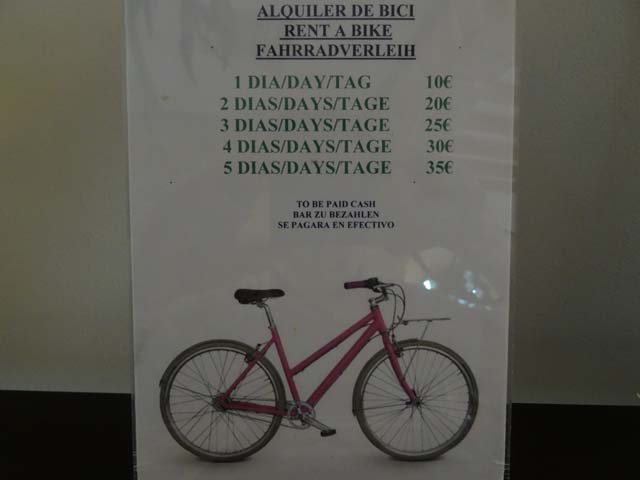 ALQUILER DE BICI
RENT A BIKE
FAHRRADVERLEIH
1 DIA/DAY/TAG 10€
2 DIAS/DAYS/TAGE 20€
3 DIAS/DAYS/TAGE 25€
4 DIAS/DAYS/TAGE 30€
5 DIAS/DAYS/TAGE 35€
TO BE PAID CASH
BAR ZU BEZAHLEN
SE PAGARA EN EFECTIVO